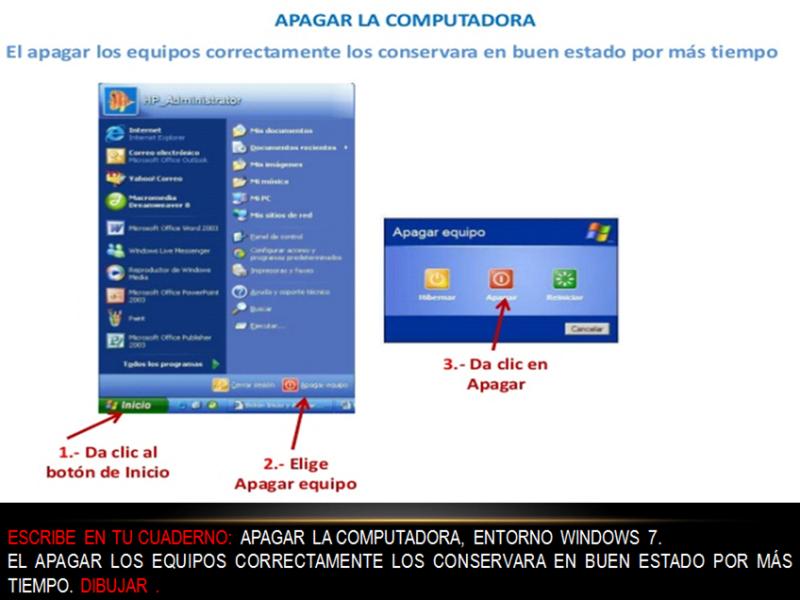 APAGAR LA COMPUTADORA
El apagar los equipos correctamente los conservara en buen estado por más tiempo
HP_Administrator
Internet
Internet Explorer
Correo electrónico
Microsoft Office Outlook
Yahoo! Correo
Macromedia
Dreamweaver 8
Microsoft Office Word 2003
Windows Live Messenger
Reproductor de Windows
Media
Microsoft Office PowerPoint
2003
Paint
Microsoft Office Publisher
2003
Todos los programas
Mis documentos
Documentos recientes
Mis imágenes
Mi música
Mi PC
Mis sitios de red
Panel de control
Configurar acceso y
programas predeterminados
Impresoras y faxes
Ayuda y soporte técnico
Buscar
Ejecutar...
Cerrar sesión
Apagar equipo
Inicio
Apagar equipo
Hibernar
Apagar
Reiniciar
Cancelar
1.- Da clic al
botón de Inicio
2.- Elige
Apagar equipo
3.- Da clic en
Apagar
ESCRIBE EN TU CUADERNO: APAGAR LA COMPUTADORA, ENTORNO WINDOWS 7.
EL APAGAR LOS EQUIPOS CORRECTAMENTE LOS CONSERVARA EN BUEN ESTADO POR MÁS
TIEMPO. DIBUJAR .